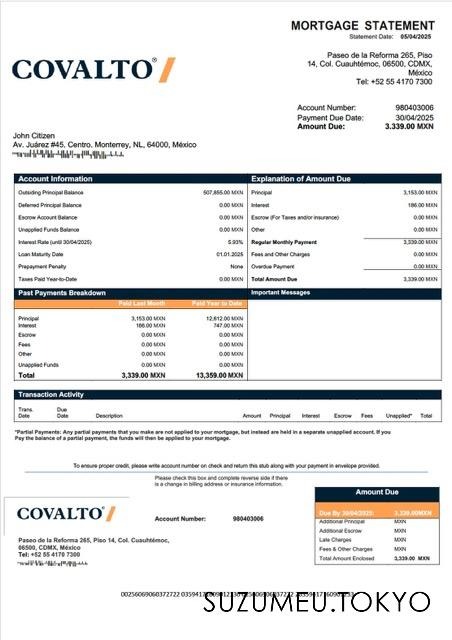 MORTGAGE STATEMENT
Statement Date: 05/04/2025
COVALTO®
Paseo de la Reforma 265, Piso
14, Col. Cuauhtémoc, 06500, CDMX,
México
Tel: +52 55 4170 7300
Account Number: 980403006
Payment Due Date: 30/04/2025
Amount Due: 3.339.00 MXN
John Citizen
Av. Juárez #45, Centro, Monterrey, NL, 64000, México
Account Information
Outsiding Principal Balance 507,855.00 MXN
Deferred Principal Balance 0.00 MXN
Escrow Account Balance 0.00 MXN
Unapplied Funds Balance 0.00 MXN
Interest Rate (until 30/04/2025) 5.93%
Loan Maturity Date 01.01.2025
Prepayment Penalty None
Taxes Paid Year-to-Date 0.00 MXN
Explanation of Amount Due
Principal 3,153.00 MXN
Interest 186.00 MXN
Escrow (For Taxes and/or insurance) 0.00 MXN
Other 0.00 MXN
Regular Monthly Payment 3,339.00 MXN
Fees and Other Charges 0.00 MXN
Overdue Payment 0.00 MXN
Total Amount Due 3,339.00 MXN
Past Payments Breakdown
Paid Last Month Paid Year to Date
Principal 3,153.00 MXN 12,612.00 MXN
Interest 186.00 MXN 747.00 MXN
Escrow 0.00 MXN 0.00 MXN
Fees 0.00 MXN 0.00 MXN
Other 0.00 MXN 0.00 MXN
Unapplied Funds 0.00 MXN 0.00 MXN
Total 3,339.00 MXN 13,359.00 MXN
Important Messages
Transaction Activity
Trans. Date Due Date Description Amount Principal Interest Escrow Fees Unapplied* Total
*Partial Payments: Any partial payments that you make are not applied to your mortgage, but instead are held in a separate unapplied account. If you
Pay the balance of a partial payment, the funds will then be applied to your mortgage.
To ensure proper credit, please write account number on check and return this stub along with your payment in envelope provided.
Please check this box and complete reverse side if there
is a change in billing address or insurance information.
COVALTO
Account Number: 980403006
Paseo de la Reforma 265, Piso 14, Col. Cuauhtémoc,
06500, CDMX, México
Tel: +52 55 4170 7300
Amount Due
Due By 30/04/2025: 3,339.00MXN
Additional Principal MXN
Additional Escrow MXN
Late Charges MXN
Fees & Other Charges MXN
Total Amount Enclosed 3,339.00 MXN
SUZUMEU.TOKYO